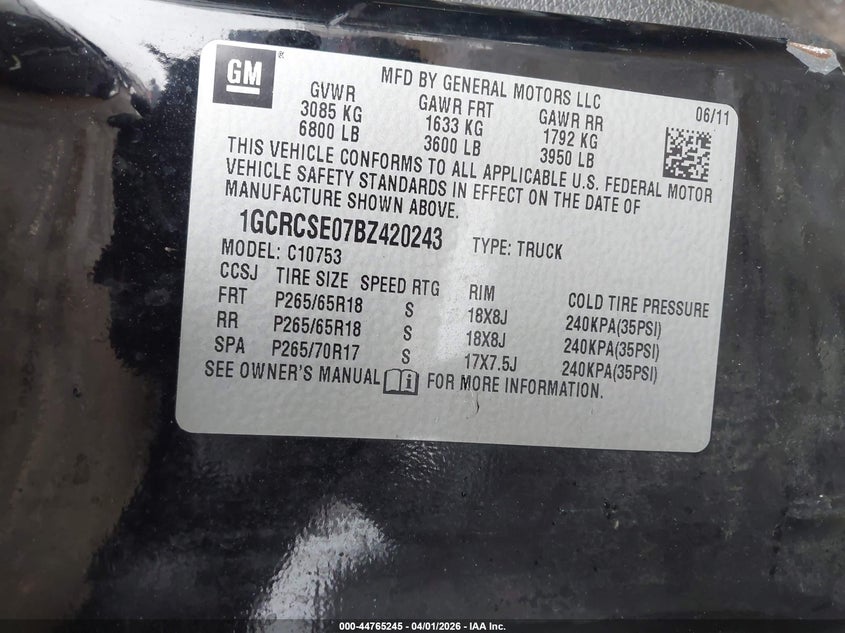 GM
MFD BY GENERAL MOTORS LLC 06/11
GVWR GAWR FRT GAWR RR
3085 KG 1633 KG 1792 KG
6800 LB 3600 LB 3950 LB
THIS VEHICLE CONFORMS TO ALL APPLICABLE U.S. FEDERAL MOTOR
VEHICLE SAFETY STANDARDS IN EFFECT ON THE DATE OF
MANUFACTURE SHOWN ABOVE.
1GCRCSE07BZ420243 TYPE: TRUCK
MODEL: C10753
CCSJ TIRE SIZE SPEED RTG RIM COLD TIRE PRESSURE
FRT P265/65R18 S 18X8J 240KPA(35PSI)
RR P265/65R18 S 18X8J 240KPA(35PSI)
SPA P265/70R17 S 17X7.5J 240KPA(35PSI)
SEE OWNER'S MANUAL FOR MORE INFORMATION.
000-44765245 - 04/01/2026 - IAA Inc.